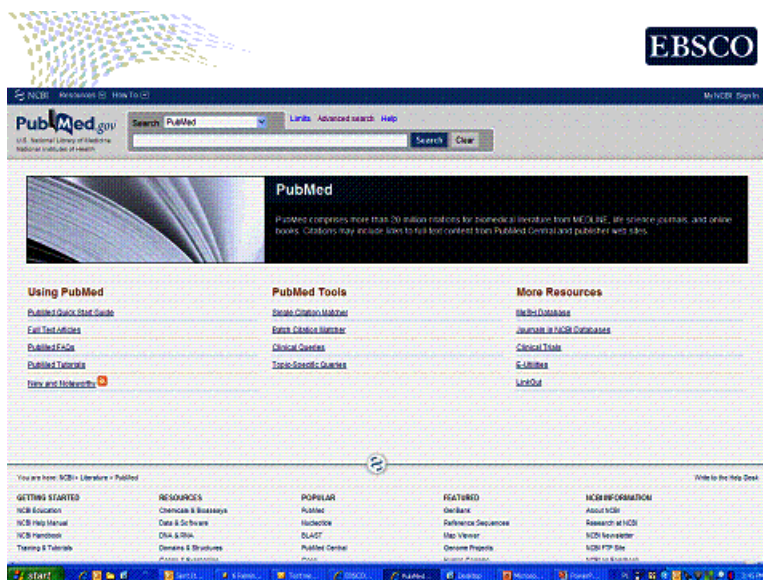 EBSCO
NCBI Resources How To My NCBI Sign In
PubMed.gov
U.S. National Library of Medicine
National Institutes of Health
Search PubMed Limits Advanced search Help
Search Clear
PubMed
PubMed comprises more than 20 million citations for biomedical literature from MEDLINE, life science journals, and online
books. Citations may include links to full text content from PubMed Central and publisher web sites.
Using PubMed
PubMed Quick Start Guide
Full Text Articles
PubMed FAQs
PubMed Tutorials
New and Noteworthy
PubMed Tools
Single Citation Matcher
Batch Citation Matcher
Clinical Queries
Topic-Specific Queries
More Resources
MeSH Database
Journals in NCBI Databases
Clinical Trials
E-Utilities
LinkOut
You are here: NCBI > Literature > PubMed Write to the Help Desk
GETTING STARTED
NCBI Education
NCBI Help Manual
NCBI Handbook
Training & Tutorials
RESOURCES
Chemicals & Bioassays
Data & Software
DNA & RNA
Domains & Structures
POPULAR
PubMed
Nucleotide
BLAST
PubMed Central
Gene
FEATURED
GenBank
Reference Sequences
Map Viewer
Genome Projects
Human Genome
NCBI INFORMATION
About NCBI
Research at NCBI
NCBI Newsletter
NCBI FTP Site
start